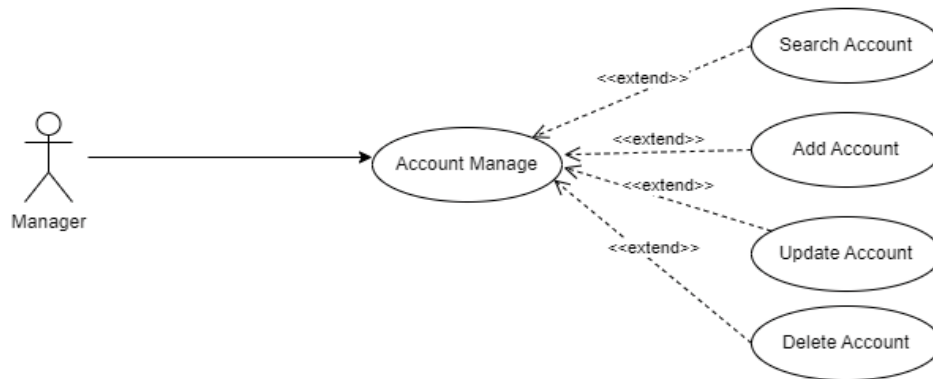 Search Account
<<extend>>
<<extend>>
Add Account
Account Manage
<<extend>>
Manager
<<extend>>
Update Account
Delete Account